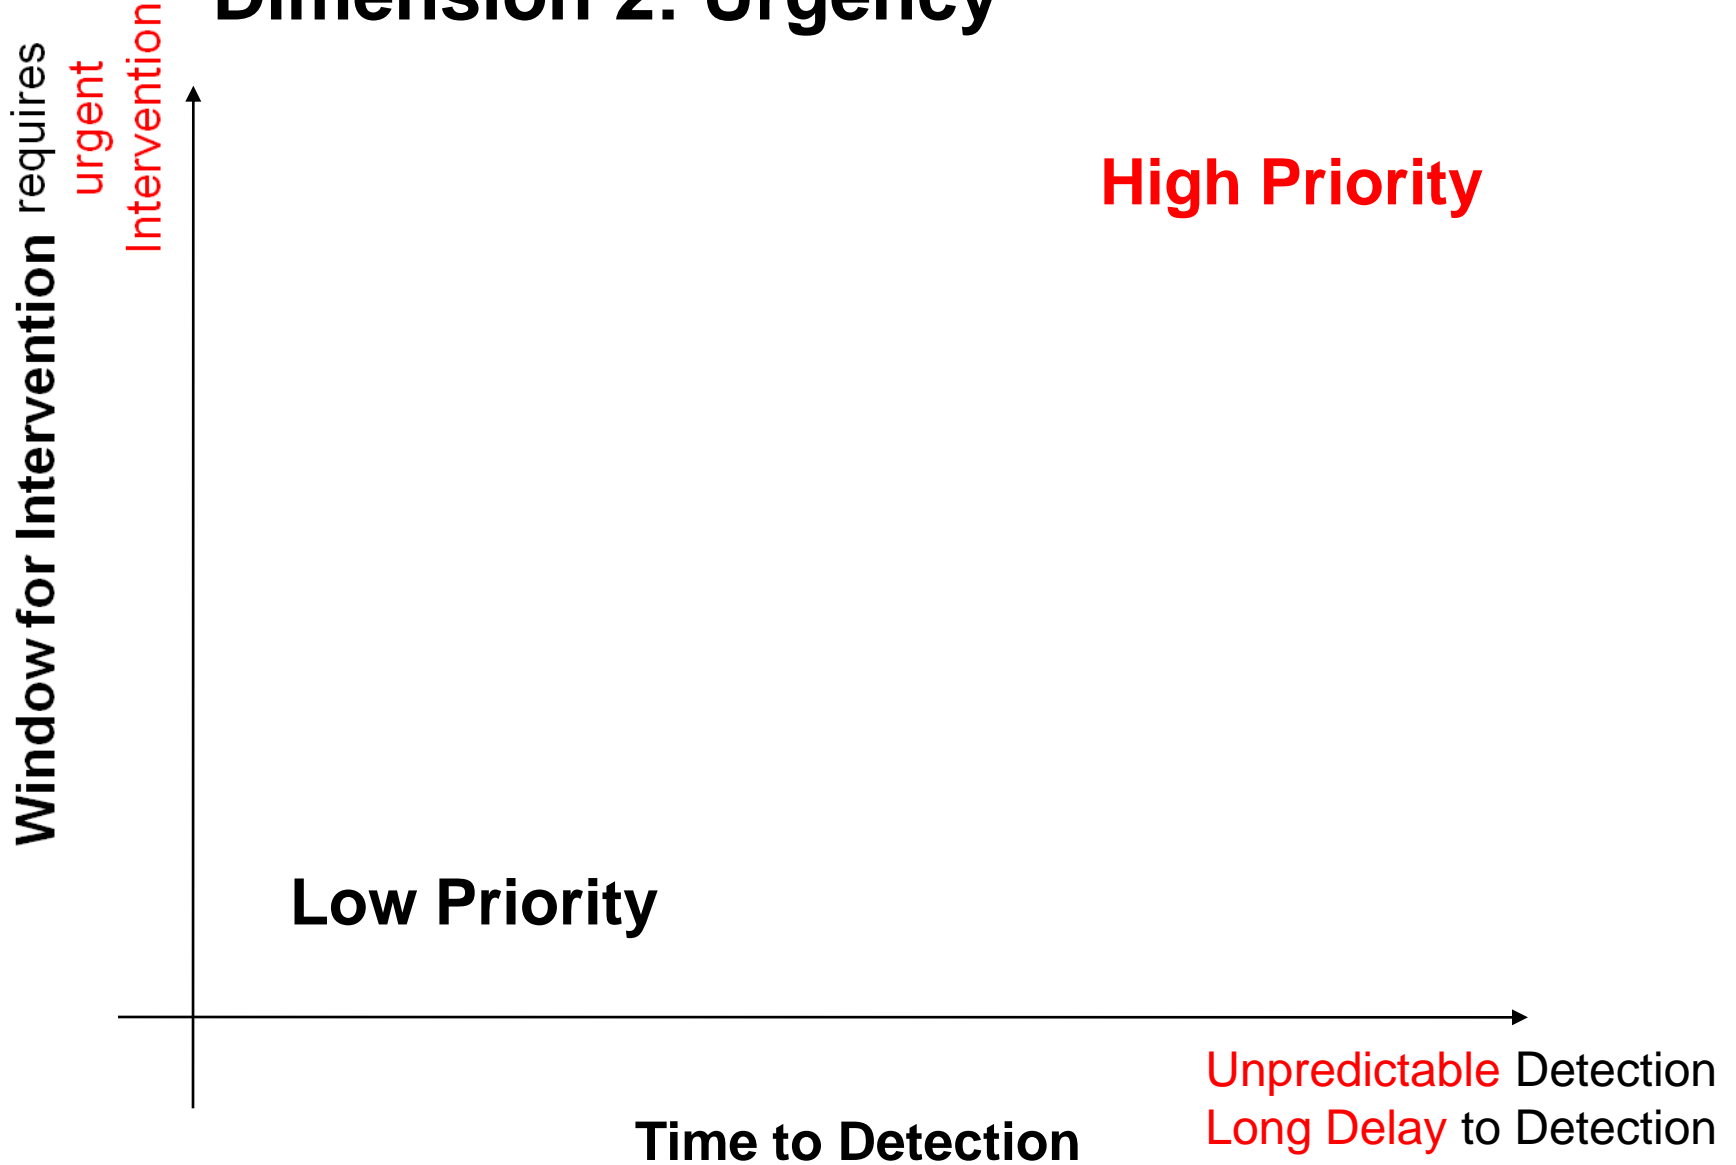 Dimension 2: Urgency
Window for Intervention requires
urgent
Intervention
High Priority
Low Priority
Unpredictable Detection
Long Delay to Detection
Time to Detection